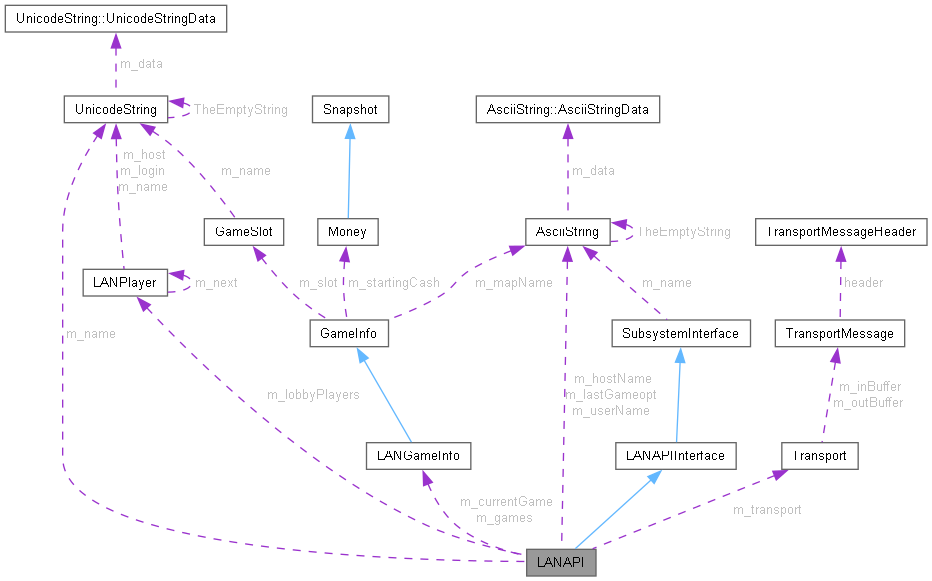 UnicodeString::UnicodeStringData
m_data
UnicodeString
TheEmptyString
Snapshot
AsciiString::AsciiStringData
m_host
m_login
m_name
m_name
m_data
GameSlot
Money
AsciiString
TheEmptyString
TransportMessageHeader
LANPlayer
m_next
m_slot
m_startingCash
m_mapName
m_name
header
m_name
GameInfo
SubsystemInterface
TransportMessage
m_lobbyPlayers
m_hostName
m_lastGameopt
m_userName
m_inBuffer
m_outBuffer
LANGameInfo
LANAPIInterface
Transport
m_currentGame
m_games
m_transport
LANAPI